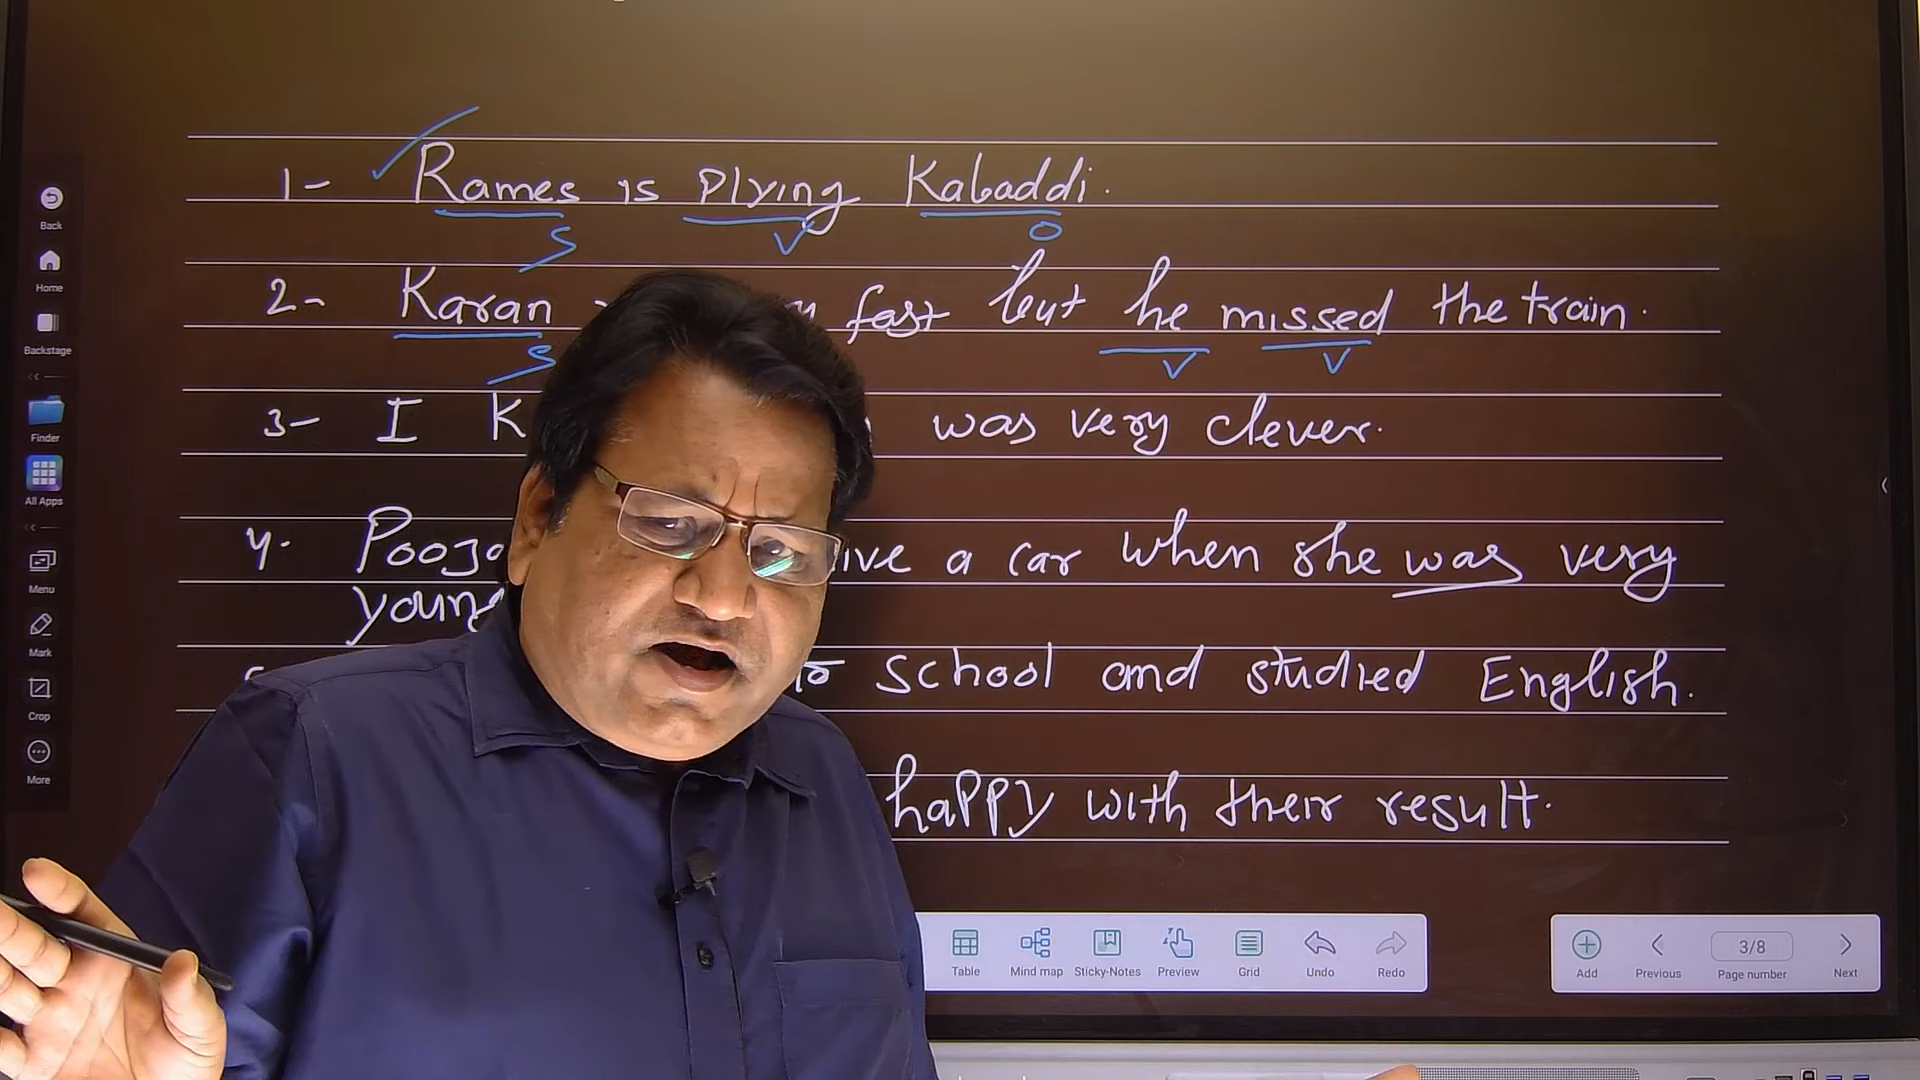 1- Rames is Plying Kabaddi.
S V O
2- Karan fast but he missed the train.
S V V
3- I K was very clever.
4. Pooja ive a car when she was very
young
to school and studied English.
happy with their result.
Back
Home
Backstage
Finder
All Apps
Menu
Mark
Crop
More
Table Mind map Sticky-Notes Preview Grid Undo Redo
Add Previous 3/8 Page number Next